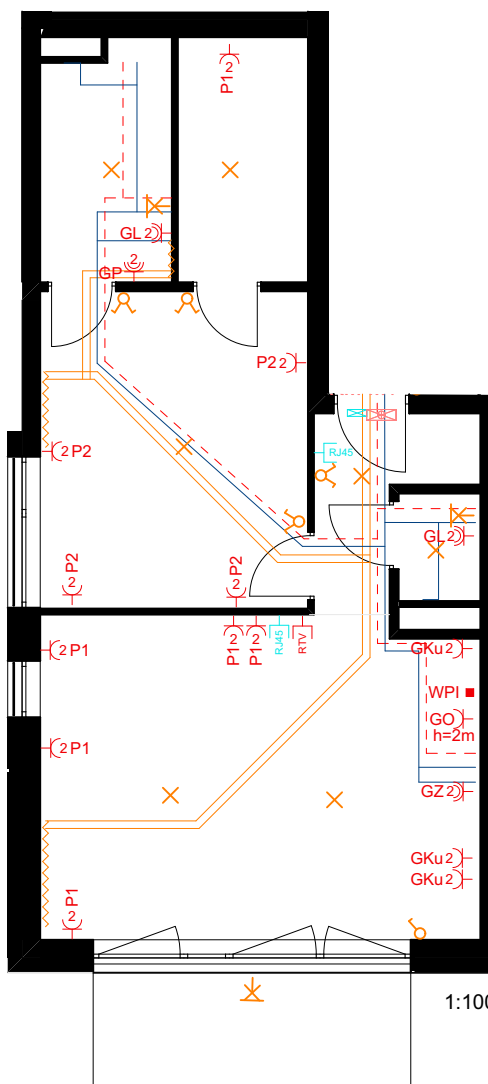 P1 2
GL 2
2
GP
P2 2
2 P2
RJ45
GL 2
P2 2
P2 2
P1 2
P1 2
RJ45
RTV
2 P1
GKu 2
WPI
GO
h=2m
2 P1
GZ 2
GKu 2
GKu 2
P1 2
1:100